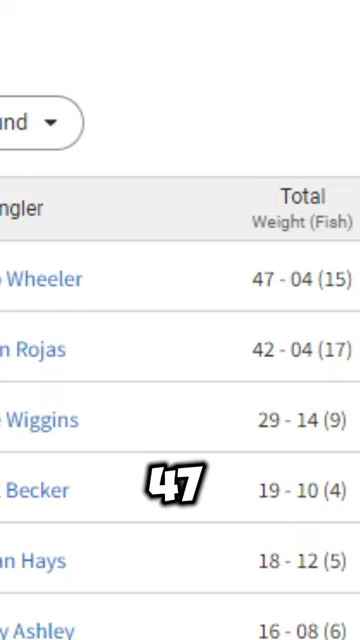 und
ngler Total
Weight (Fish)
Wheeler 47 - 04 (15)
n Rojas 42 - 04 (17)
Wiggins 29 - 14 (9)
Becker 19 - 10 (4)
47
an Hays 18 - 12 (5)
y Ashley 16 - 08 (6)